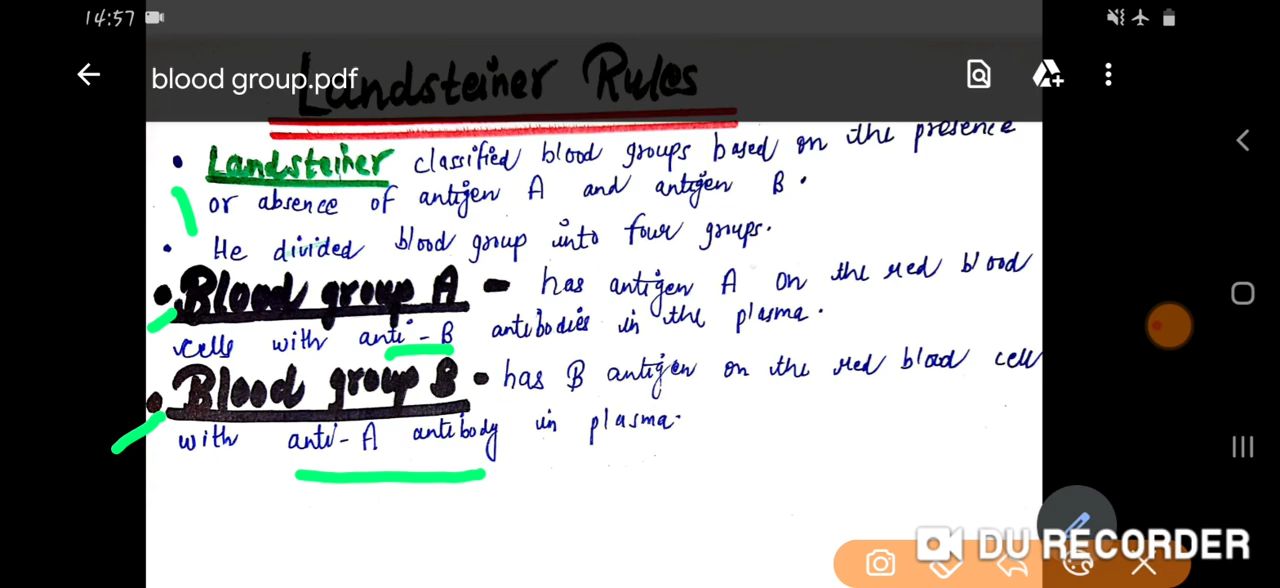 14:57
Landsteiner Rules
blood group.pdf
• Landsteiner classified blood groups based on the presence
or absence of antigen A and antigen B.
• He divided blood group into four groups.
• Blood group A - has antigen A on the red blood
cells with anti-B antibodies in the plasma.
• Blood group B • has B antigen on the red blood cell
with anti-A antibody in plasma.
DU RECORDER